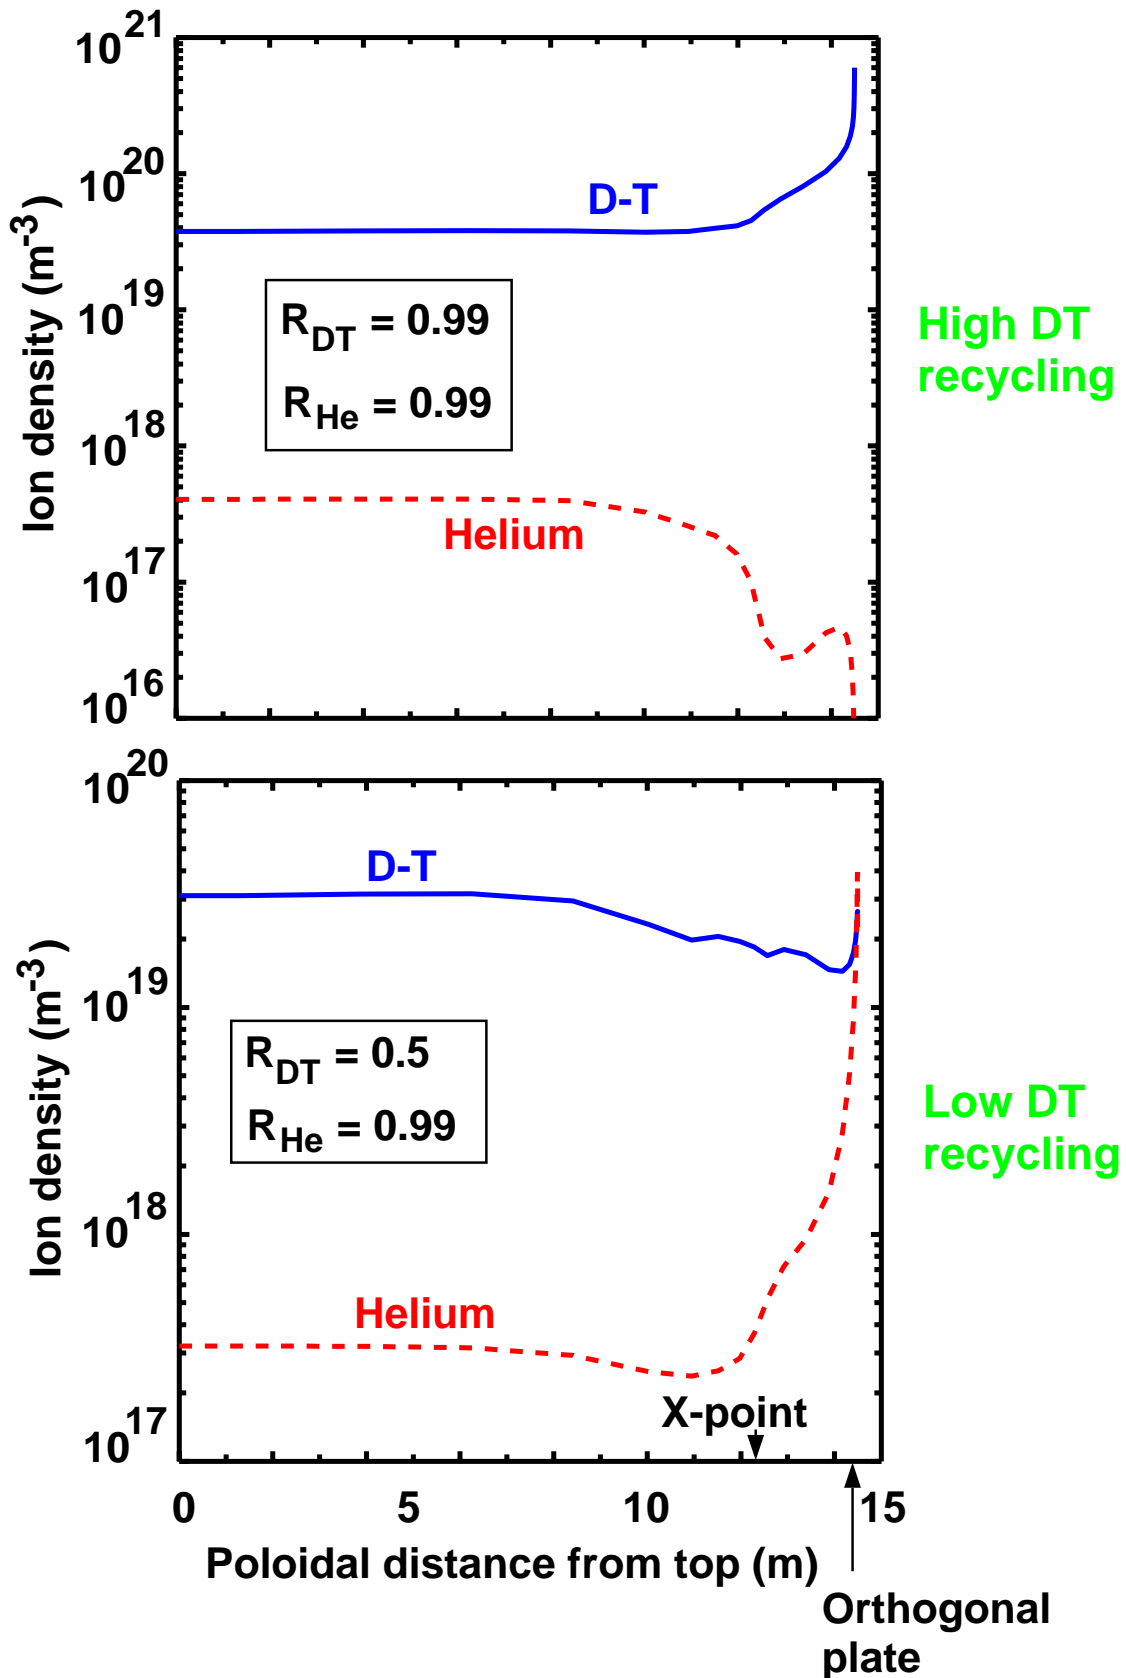 10^21
10^20
10^19
10^18
10^17
10^16
Ion density (m^-3)
D-T
R_DT = 0.99
R_He = 0.99
Helium
High DT
recycling
10^20
10^19
10^18
10^17
Ion density (m^-3)
D-T
R_DT = 0.5
R_He = 0.99
Helium
Low DT
recycling
X-point
0 5 10 15
Poloidal distance from top (m)
Orthogonal
plate